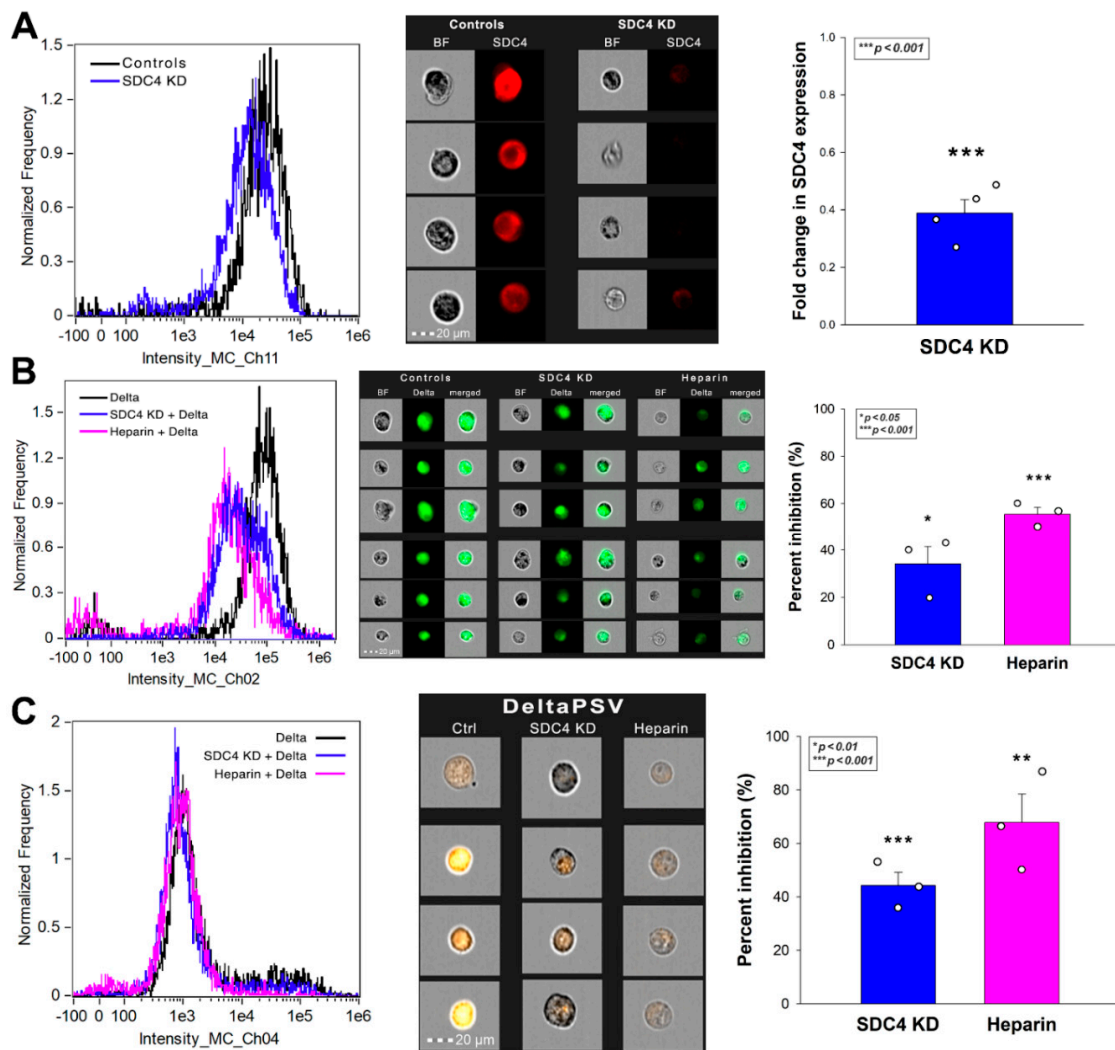 A
Controls
SDC4 KD
Normalized Frequency
1.5
1.2
0.9
0.6
0.3
0
-100 0 100 1e3 1e4 1e5 1e6
Intensity_MC_Ch11
Controls SDC4 KD
BF SDC4 BF SDC4
20 µm
***p<0.001
Fold change in SDC4 expression
1.0
0.8
0.6
0.4
0.2
0.0
***
SDC4 KD
B
Delta
SDC4 KD + Delta
Heparin + Delta
Normalized Frequency
1.5
1.2
0.9
0.6
0.3
0
-100 0 100 1e3 1e4 1e5 1e6
Intensity_MC_Ch02
Controls SDC4 KD Heparin
BF Delta merged BF Delta merged BF Delta merged
20 µm
*p<0.05
***p<0.001
Percent inhibition (%)
100
80
60
40
20
0
* ***
SDC4 KD Heparin
C
Delta
SDC4 KD + Delta
Heparin + Delta
Normalized Frequency
2
1.5
1
0.5
0
-100 0 100 1e3 1e4 1e5 1e6
Intensity_MC_Ch04
DeltaPSV
Ctrl SDC4 KD Heparin
20 µm
*p<0.01
***p<0.001
Percent inhibition (%)
100
80
60
40
20
0
*** **
SDC4 KD Heparin